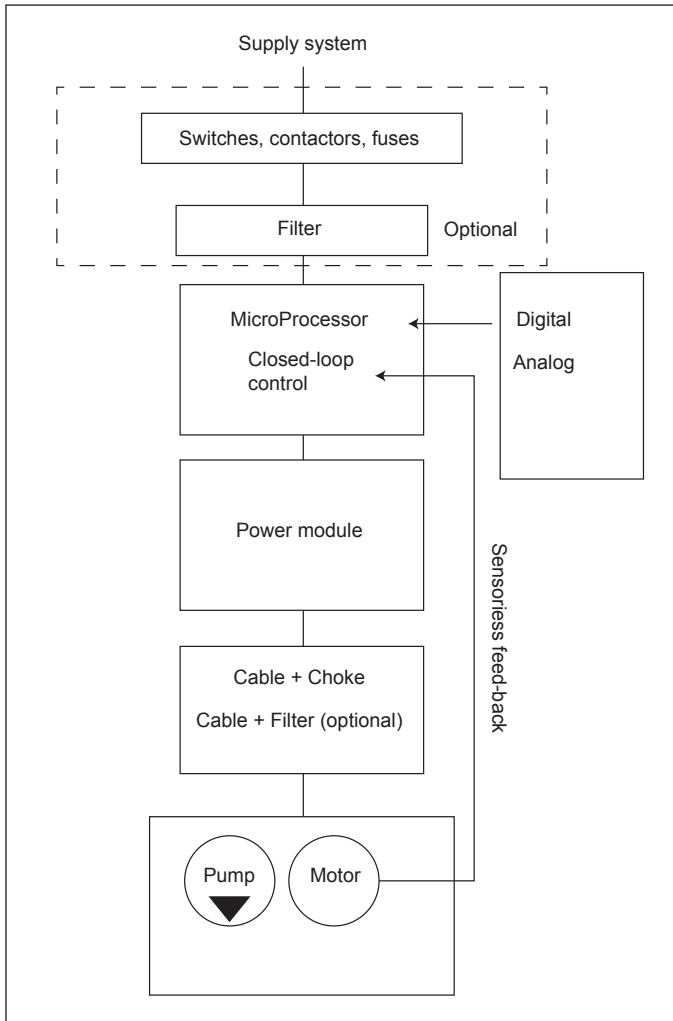 Supply system
Switches, contactors, fuses
Filter
Optional
MicroProcessor
Closed-loop
control
Digital
Analog
Power module
Sensoriess feed-back
Cable + Choke
Cable + Filter (optional)
Pump
Motor